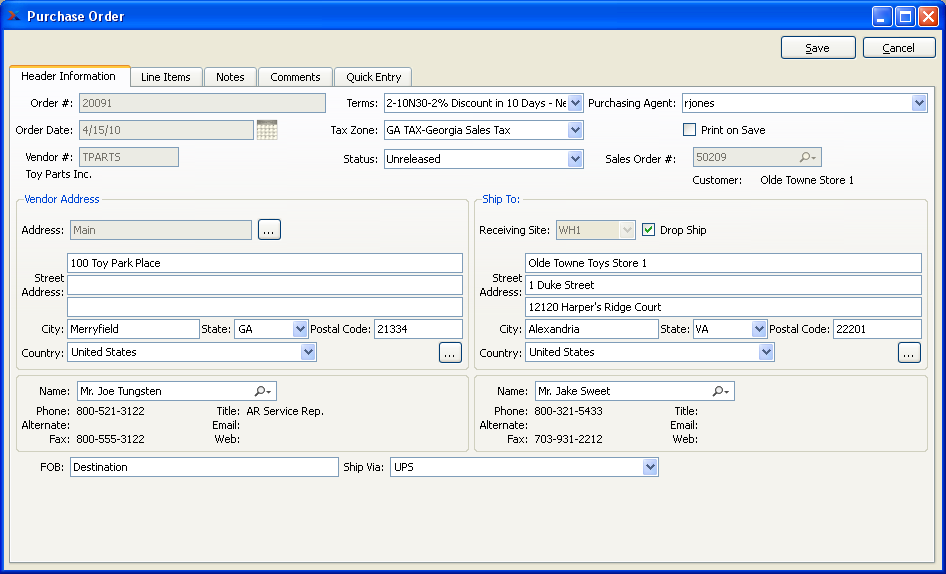 Purchase Order
Save Cancel
Header Information Line Items Notes Comments Quick Entry
Order #: 20091 Terms: 2-10N30-2% Discount in 10 Days - Ne Purchasing Agent: rjones
Order Date: 4/15/10 Tax Zone: GA TAX-Georgia Sales Tax Print on Save
Vendor #: TPARTS Status: Unreleased Sales Order #: 50209
Toy Parts Inc. Customer: Olde Towne Store 1
Vendor Address Ship To:
Address: Main ... Receiving Site: WH1 Drop Ship
100 Toy Park Place Olde Towne Toys Store 1
Street Address: Street Address: 1 Duke Street
12120 Harper's Ridge Court
City: Merryfield State: GA Postal Code: 21334 City: Alexandria State: VA Postal Code: 22201
Country: United States ... Country: United States ...
Name: Mr. Joe Tungsten Name: Mr. Jake Sweet
Phone: 800-521-3122 Title: AR Service Rep. Phone: 800-321-5433 Title:
Alternate: Email: Alternate: Email:
Fax: 800-555-3122 Web: Fax: 703-931-2212 Web:
FOB: Destination Ship Via: UPS